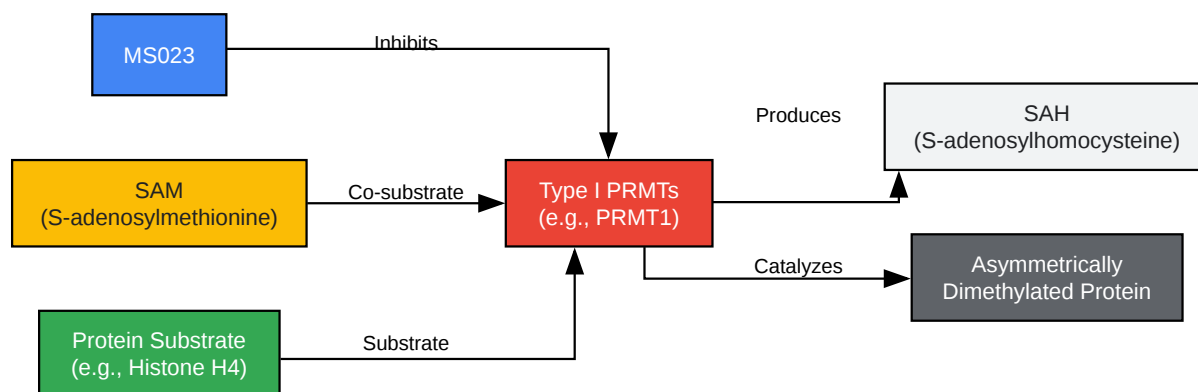 MS023
Inhibits
Produces
SAH
(S-adenosylhomocysteine)
SAM
(S-adenosylmethionine)
Co-substrate
Type I PRMTs
(e.g., PRMT1)
Catalyzes
Asymmetrically
Dimethylated Protein
Protein Substrate
(e.g., Histone H4)
Substrate